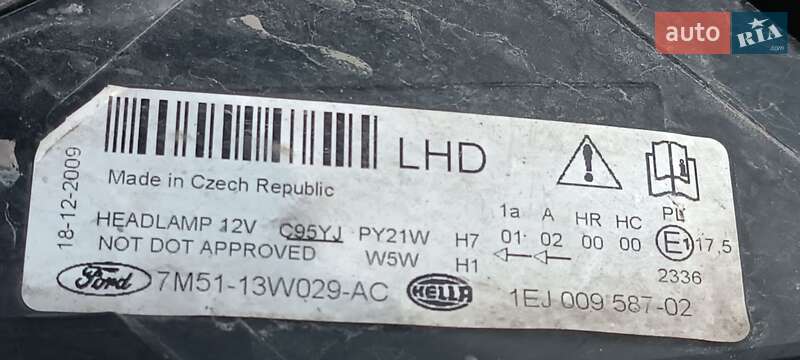 auto RIA
LHD
18-12-2009
Made in Czech Republic
1a A HR HC PL
HEADLAMP 12V C95YJ PY21W H7 01 02 00 00 E1 17,5
NOT DOT APPROVED W5W H1 2336
Ford 7M51-13W029-AC HELLA 1EJ 009 587-02